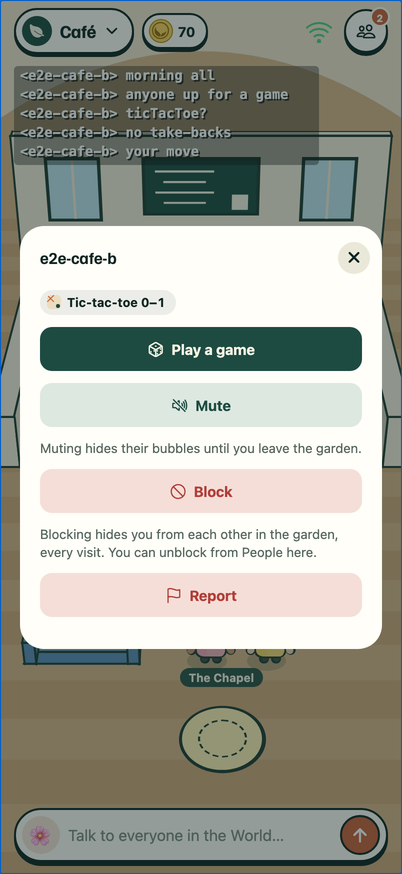 Café
70
2
<e2e-cafe-b> morning all
<e2e-cafe-b> anyone up for a game
<e2e-cafe-b> ticTacToe?
<e2e-cafe-b> no take-backs
<e2e-cafe-b> your move
e2e-cafe-b
Tic-tac-toe 0–1
Play a game
Mute
Muting hides their bubbles until you leave the garden.
Block
Blocking hides you from each other in the garden,
every visit. You can unblock from People here.
Report
The Chapel
Talk to everyone in the World...